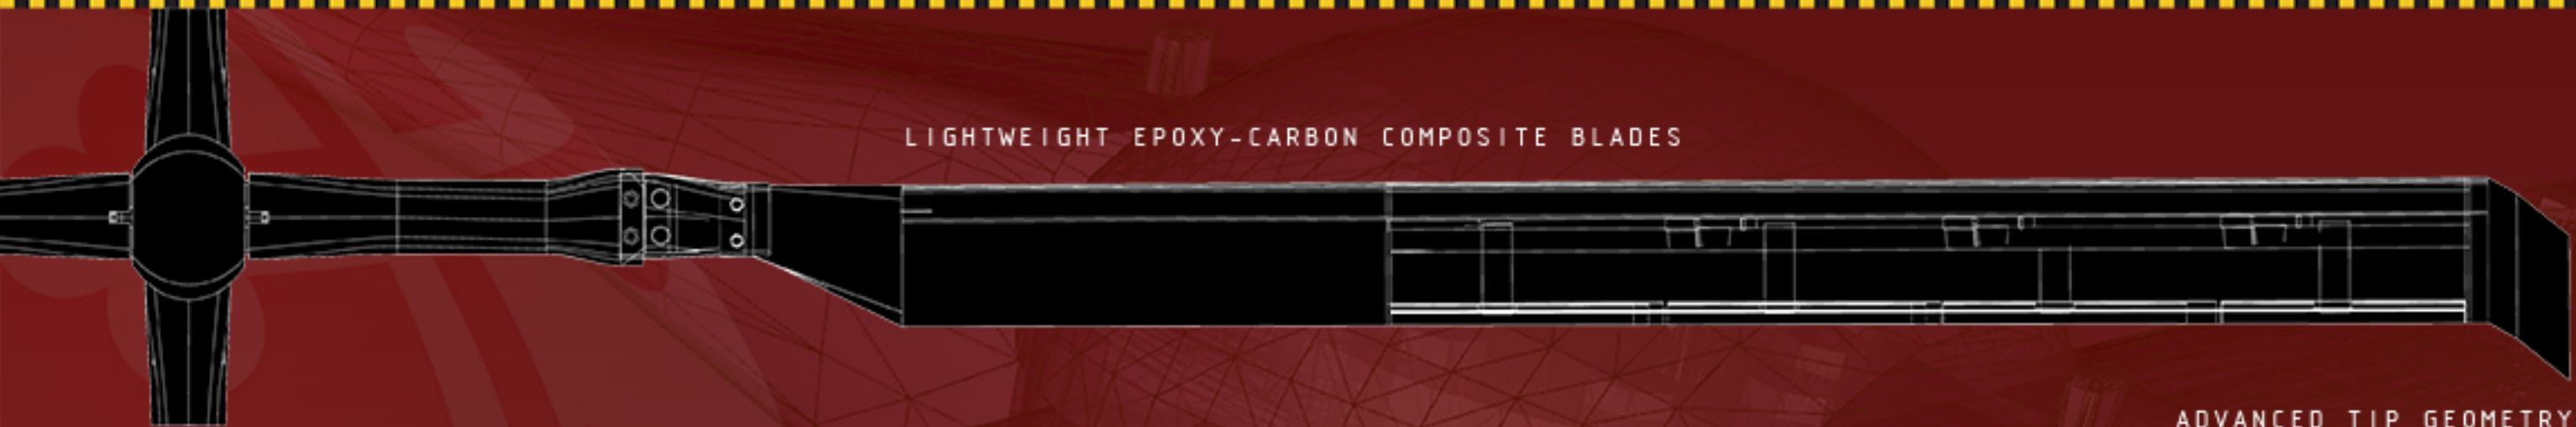 LIGHTWEIGHT EPOXY-CARBON COMPOSITE BLADES
ADVANCED TIP GEOMETRY